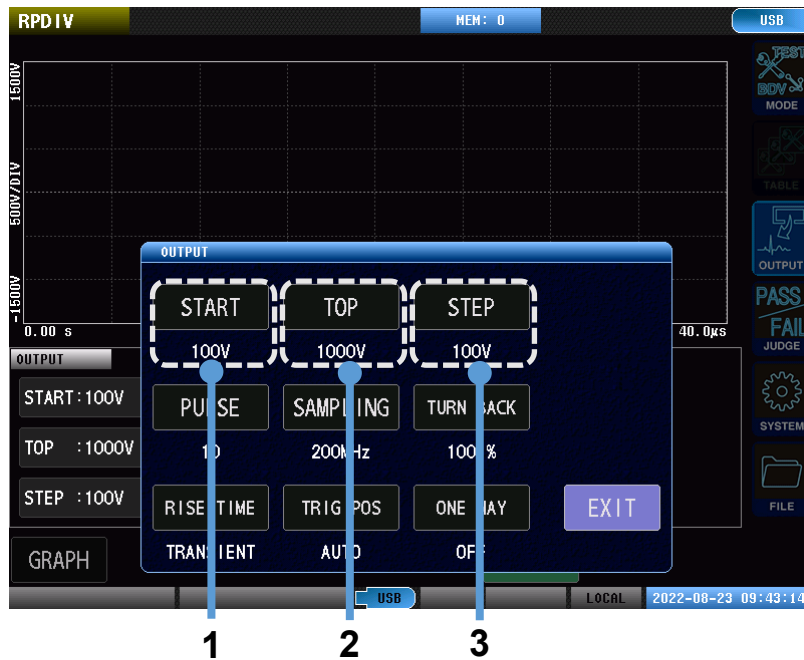 RPDIV MEM: 0 USB
TEST
BDV
MODE
1500V
500V/DIV
-1500V
TABLE
OUTPUT
OUTPUT
START TOP STEP
100V 1000V 100V
0.00 s 40.0µs
PASS
FAIL
JUDGE
OUTPUT
START:100V
TOP :1000V
STEP :100V
PULSE SAMPLING TURN BACK
10 200MHz 100 %
SYSTEM
RISE TIME TRIG POS ONE WAY EXIT
TRANSIENT AUTO OFF
FILE
GRAPH
USB LOCAL 2022-08-23 09:43:14
1 2 3